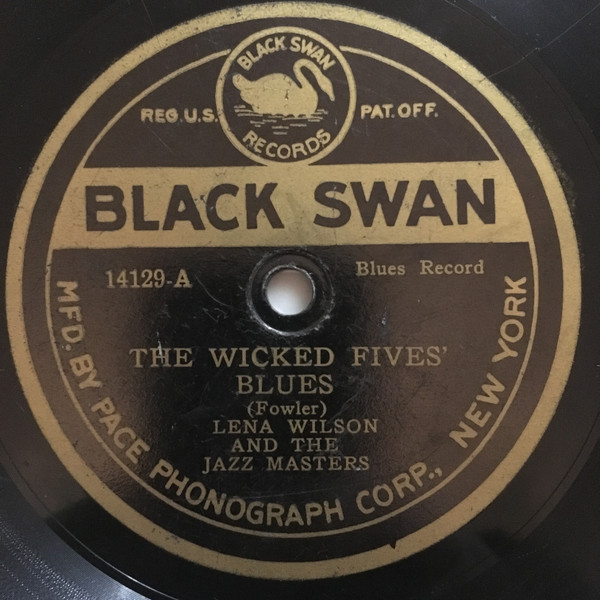 BLACK SWAN
RECORDS
REG. U.S. PAT. OFF.
BLACK SWAN
14129-A Blues Record
THE WICKED FIVES'
BLUES
(Fowler)
LENA WILSON
AND THE
JAZZ MASTERS
MFD. BY PACE PHONOGRAPH CORP., NEW YORK